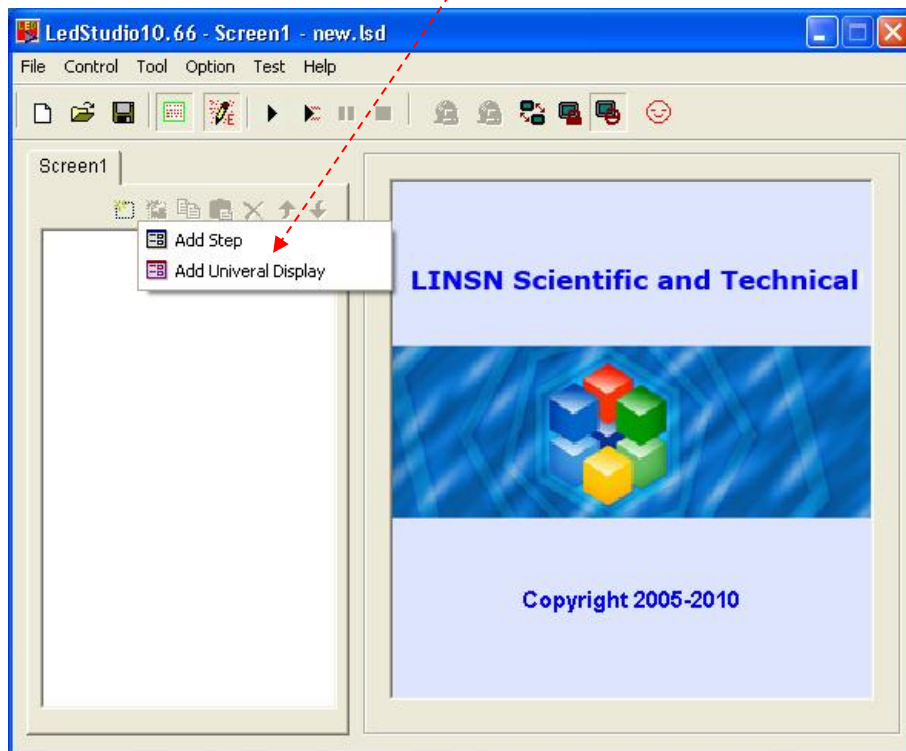 LedStudio10.66 - Screen1 - new.lsd
File Control Tool Option Test Help
Screen1
Add Step
Add Univeral Display
LINSN Scientific and Technical
Copyright 2005-2010